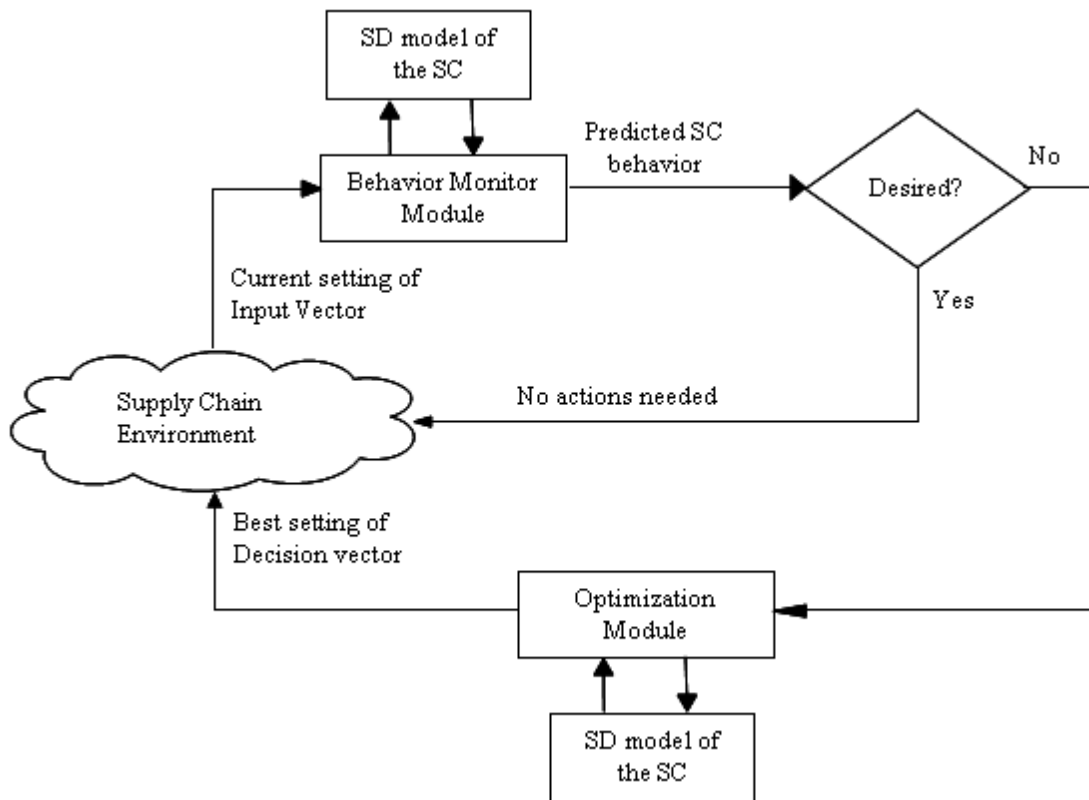 SD model of
the SC
Predicted SC
behavior
No
Behavior Monitor
Module
Desired?
Current setting of
Input Vector
Yes
Supply Chain
Environment
No actions needed
Best setting of
Decision vector
Optimization
Module
SD model of
the SC